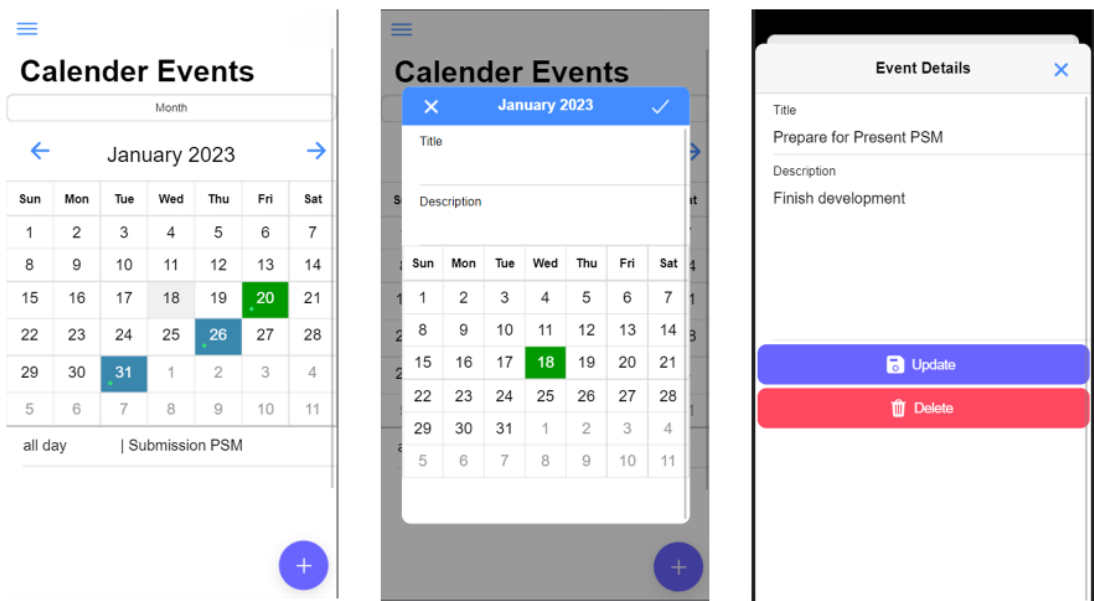 Calender Events
Month
January 2023
Sun Mon Tue Wed Thu Fri Sat
1 2 3 4 5 6 7
8 9 10 11 12 13 14
15 16 17 18 19 20 21
22 23 24 25 26 27 28
29 30 31 1 2 3 4
5 6 7 8 9 10 11
all day | Submission PSM
+
Calender Events
January 2023
Title
Description
Sun Mon Tue Wed Thu Fri Sat
1 2 3 4 5 6 7
8 9 10 11 12 13 14
15 16 17 18 19 20 21
22 23 24 25 26 27 28
29 30 31 1 2 3 4
5 6 7 8 9 10 11
+
Event Details
Title
Prepare for Present PSM
Description
Finish development
Update
Delete